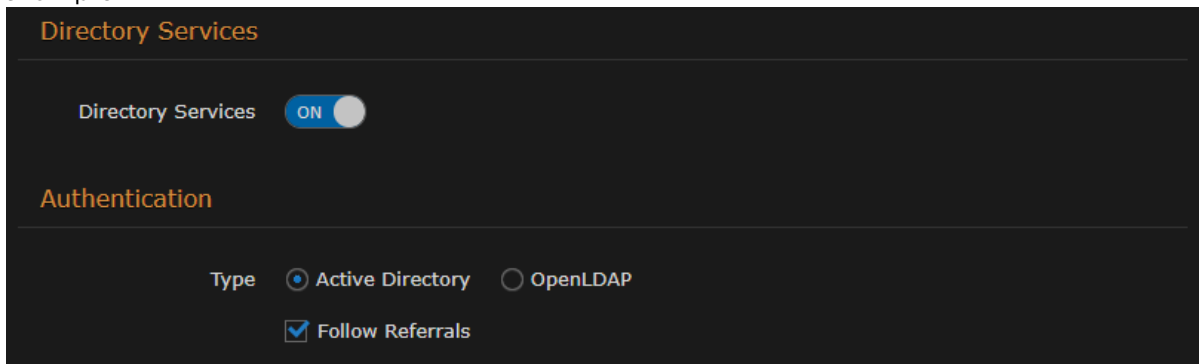 Directory Services
Directory Services ON
Authentication
Type Active Directory OpenLDAP
Follow Referrals